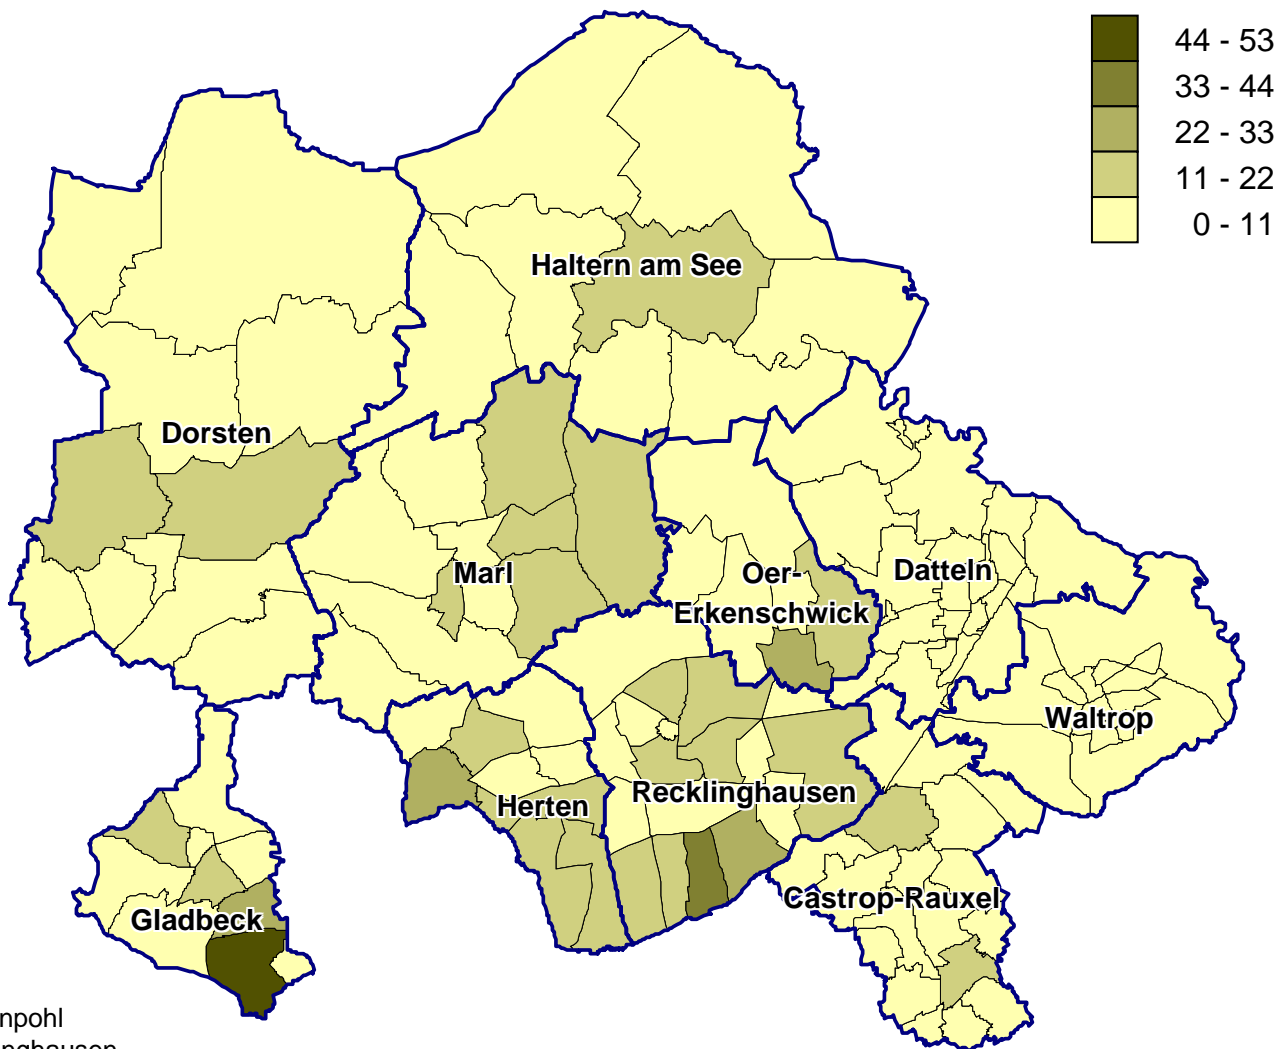 44 - 53
33 - 44
22 - 33
11 - 22
0 - 11
Haltern am See
Dorsten
Marl
Oer-
Erkenschwick
Datteln
Waltrop
Herten
Recklinghausen
Castrop-Rauxel
Gladbeck
npohl
nghausen